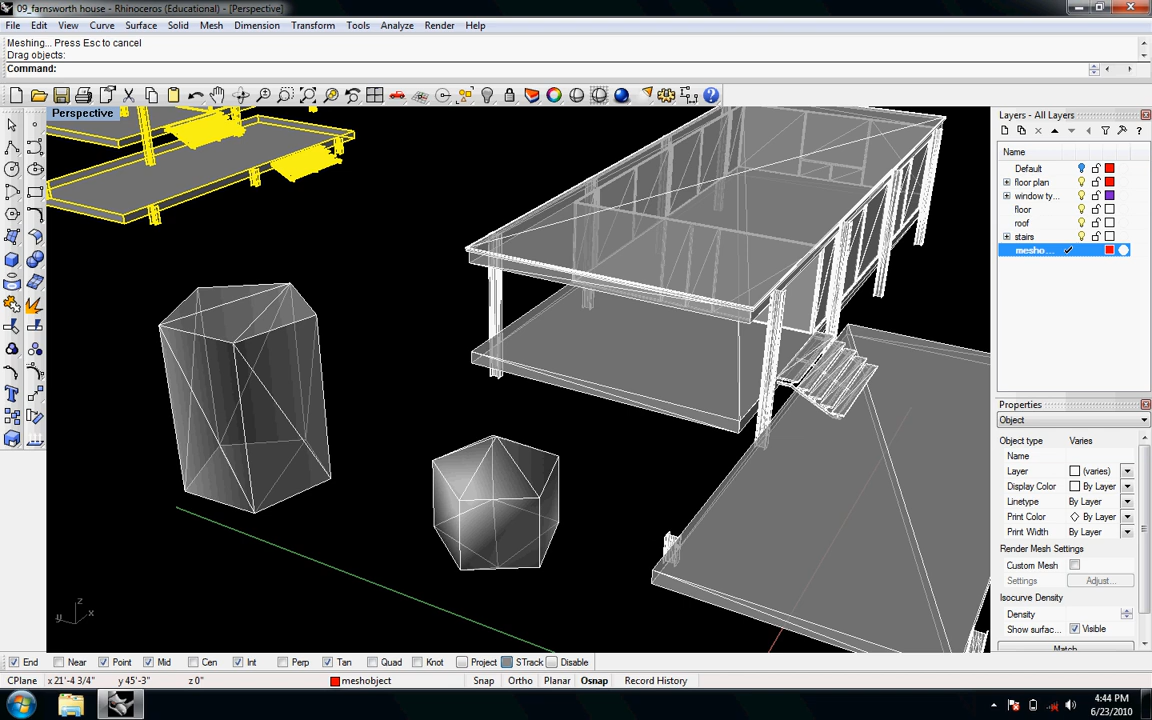 09_farnsworth house - Rhinoceros (Educational) - [Perspective]
File Edit View Curve Surface Solid Mesh Dimension Transform Tools Analyze Render Help
Meshing... Press Esc to cancel
Drag objects:
Command:
Perspective
Layers - All Layers
Name
Default
floor plan
window ty...
floor
roof
stairs
mesho...
Properties
Object
Object type Varies
Name
Layer (varies)
Display Color By Layer
Linetype By Layer
Print Color By Layer
Print Width By Layer
Render Mesh Settings
Custom Mesh
Settings Adjust...
Isocurve Density
Density
Show surfac... Visible
Match
z
y x
End Near Point Mid Cen Int Perp Tan Quad Knot Project STrack Disable
CPlane x 21'-4 3/4" y 45'-3" z 0" meshobject Snap Ortho Planar Osnap Record History
4:44 PM
6/23/2010